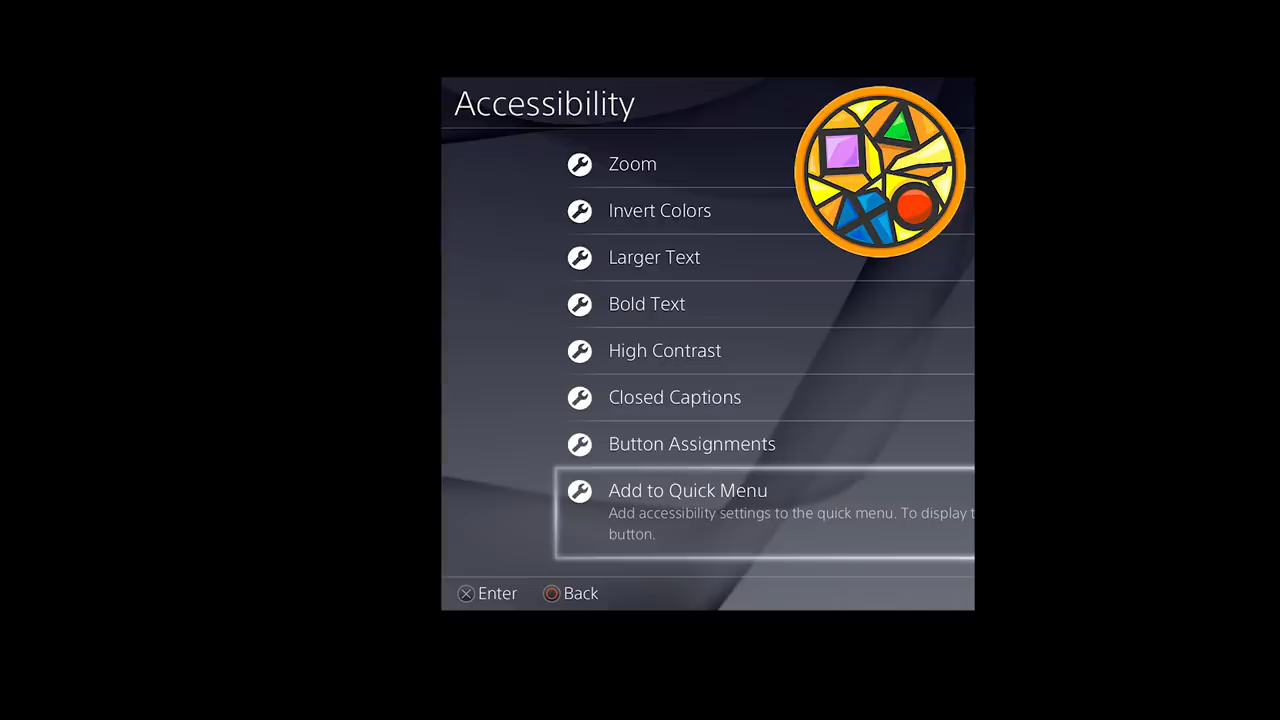 Accessibility
Zoom
Invert Colors
Larger Text
Bold Text
High Contrast
Closed Captions
Button Assignments
Add to Quick Menu
Add accessibility settings to the quick menu. To display
button.
Enter
Back